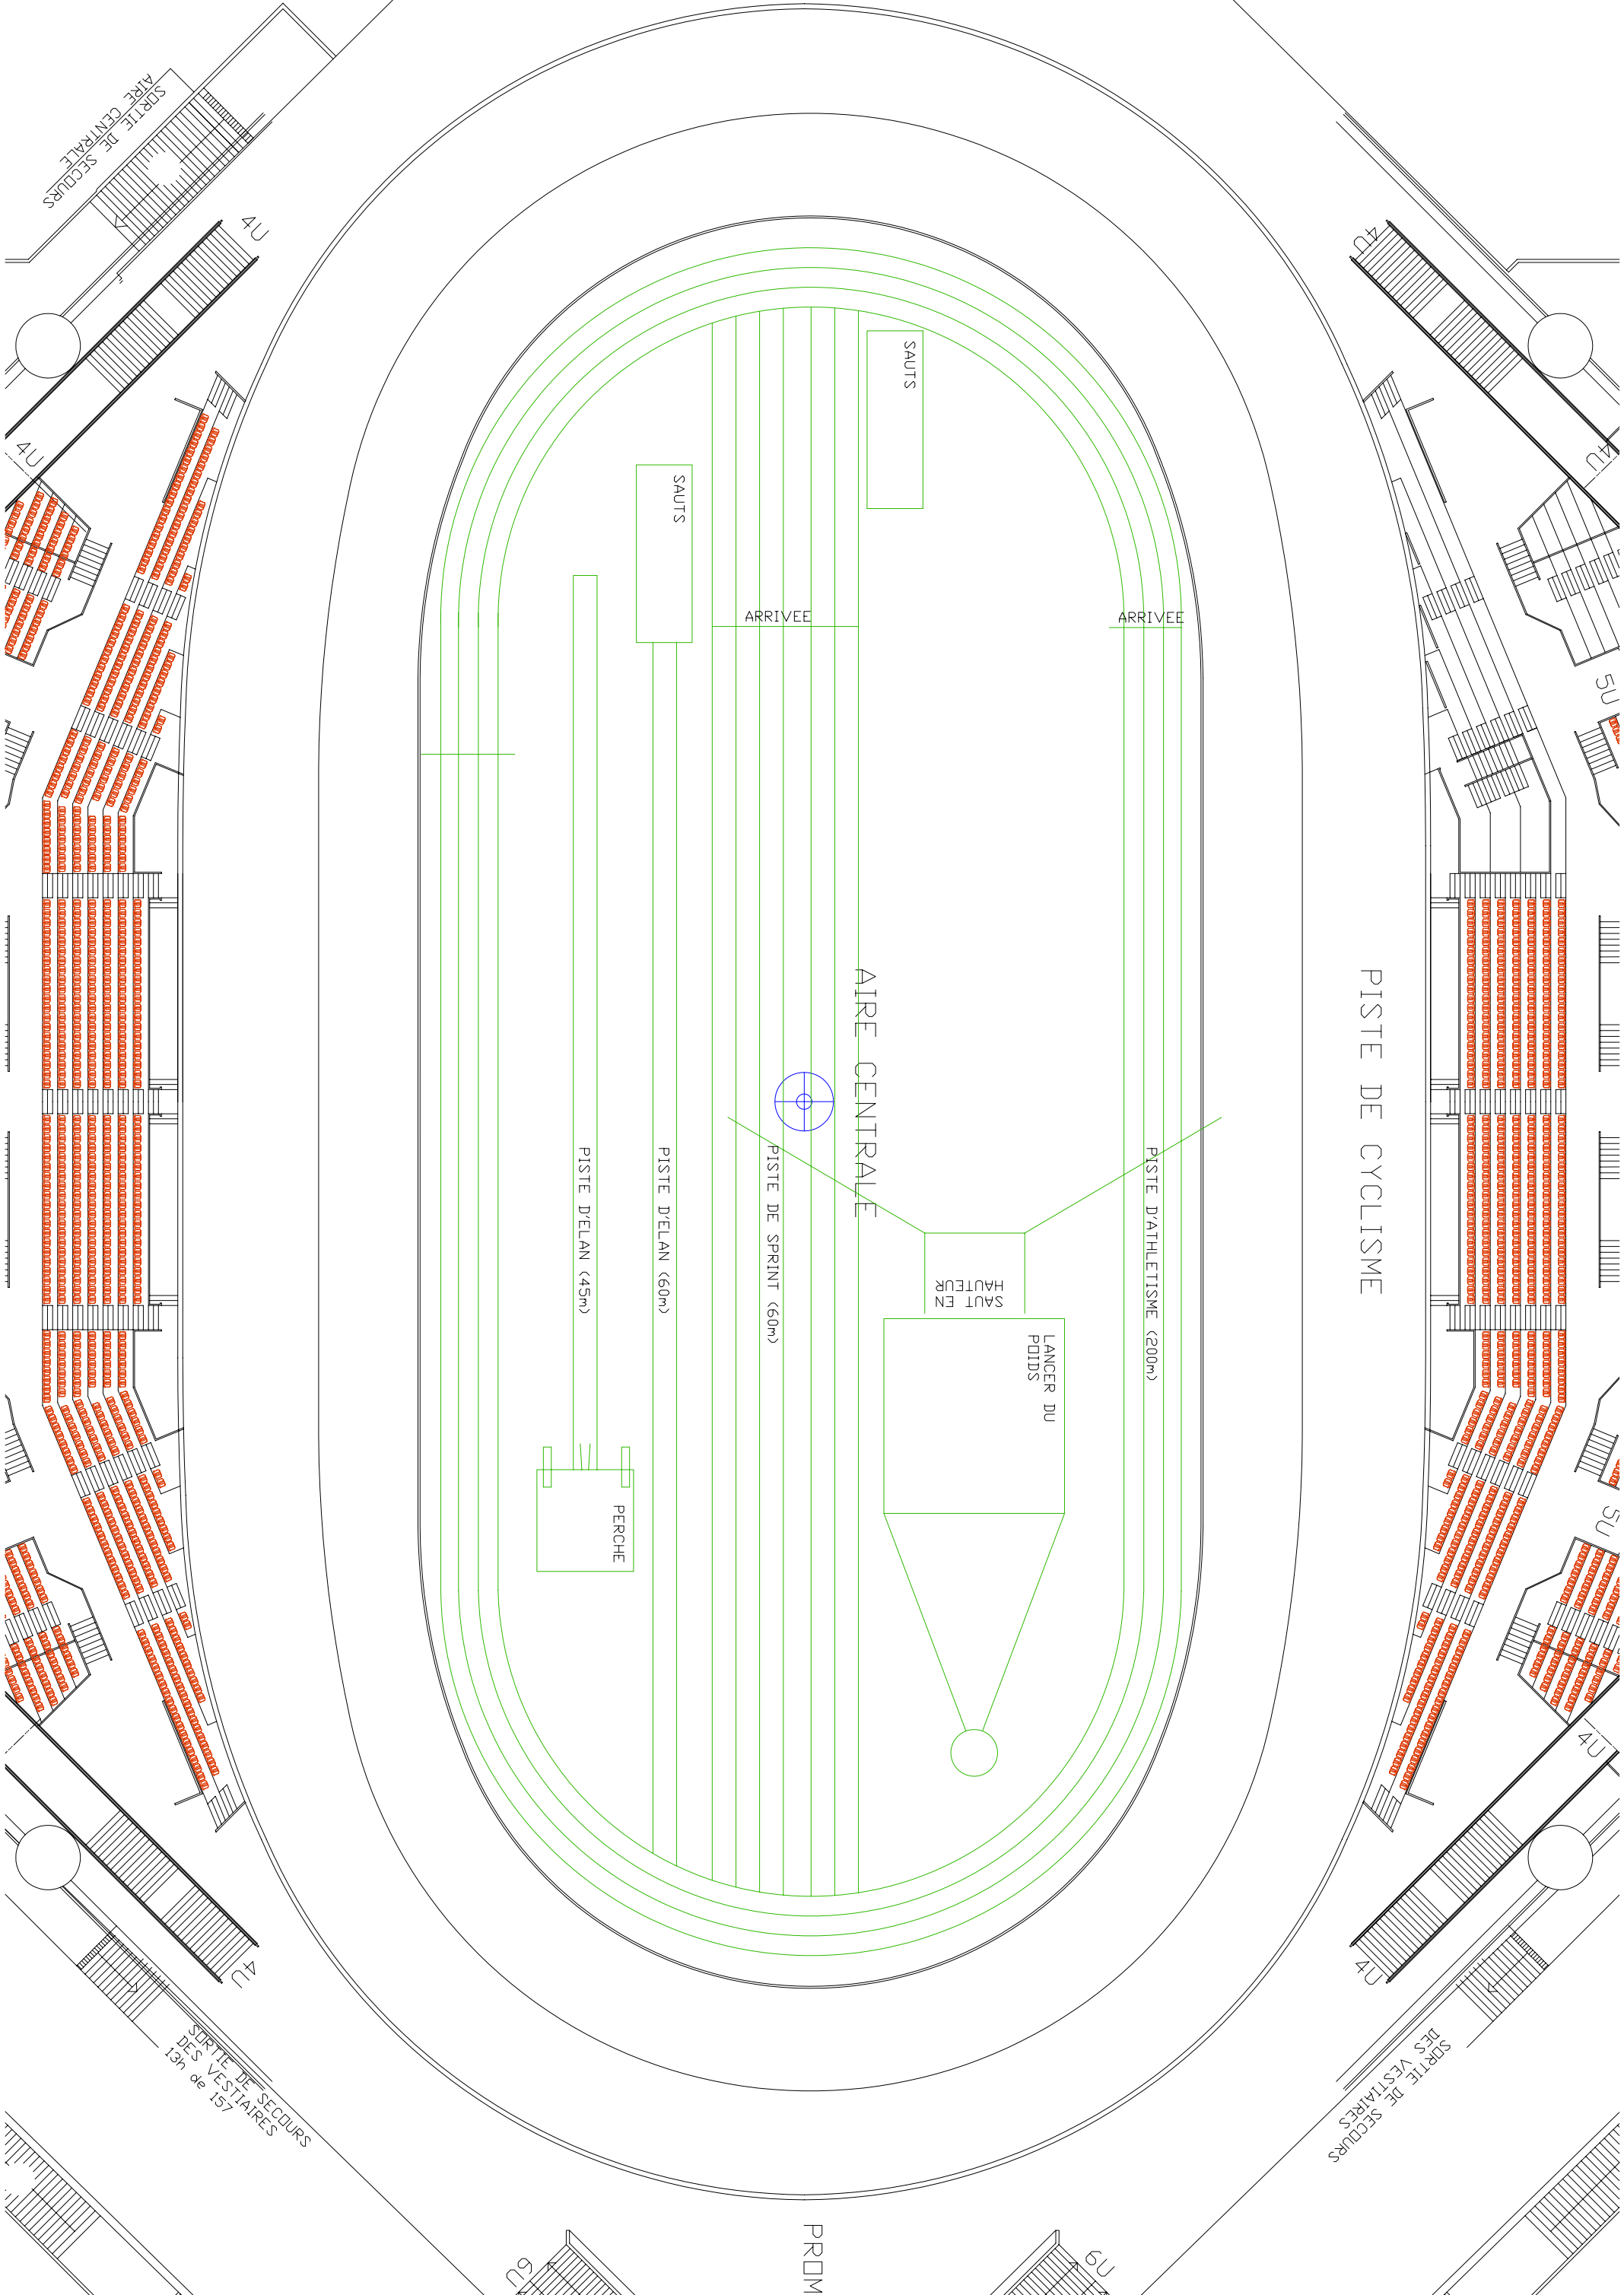 SORTIE DE SECOURS
AIRE CENTRALE
4U
4U
4U
4U
SAUTS
SAUTS
ARRIVEE
ARRIVEE
5U
AIRE CENTRALE
PISTE DE CYCLISME
PISTE D'ELAN (45m)
PISTE D'ELAN (60m)
PISTE DE SPRINT (60m)
PISTE D'ATHLETISME (200m)
SAUT EN
HAUTEUR
LANCER DU
POIDS
PERCHE
5U
4U
4U
4U
SORTIE DE SECOURS
DES VESTIAIRES
13h de 157
SORTIE DE SECOURS
DES VESTIAIRES
PROM
6U
6U